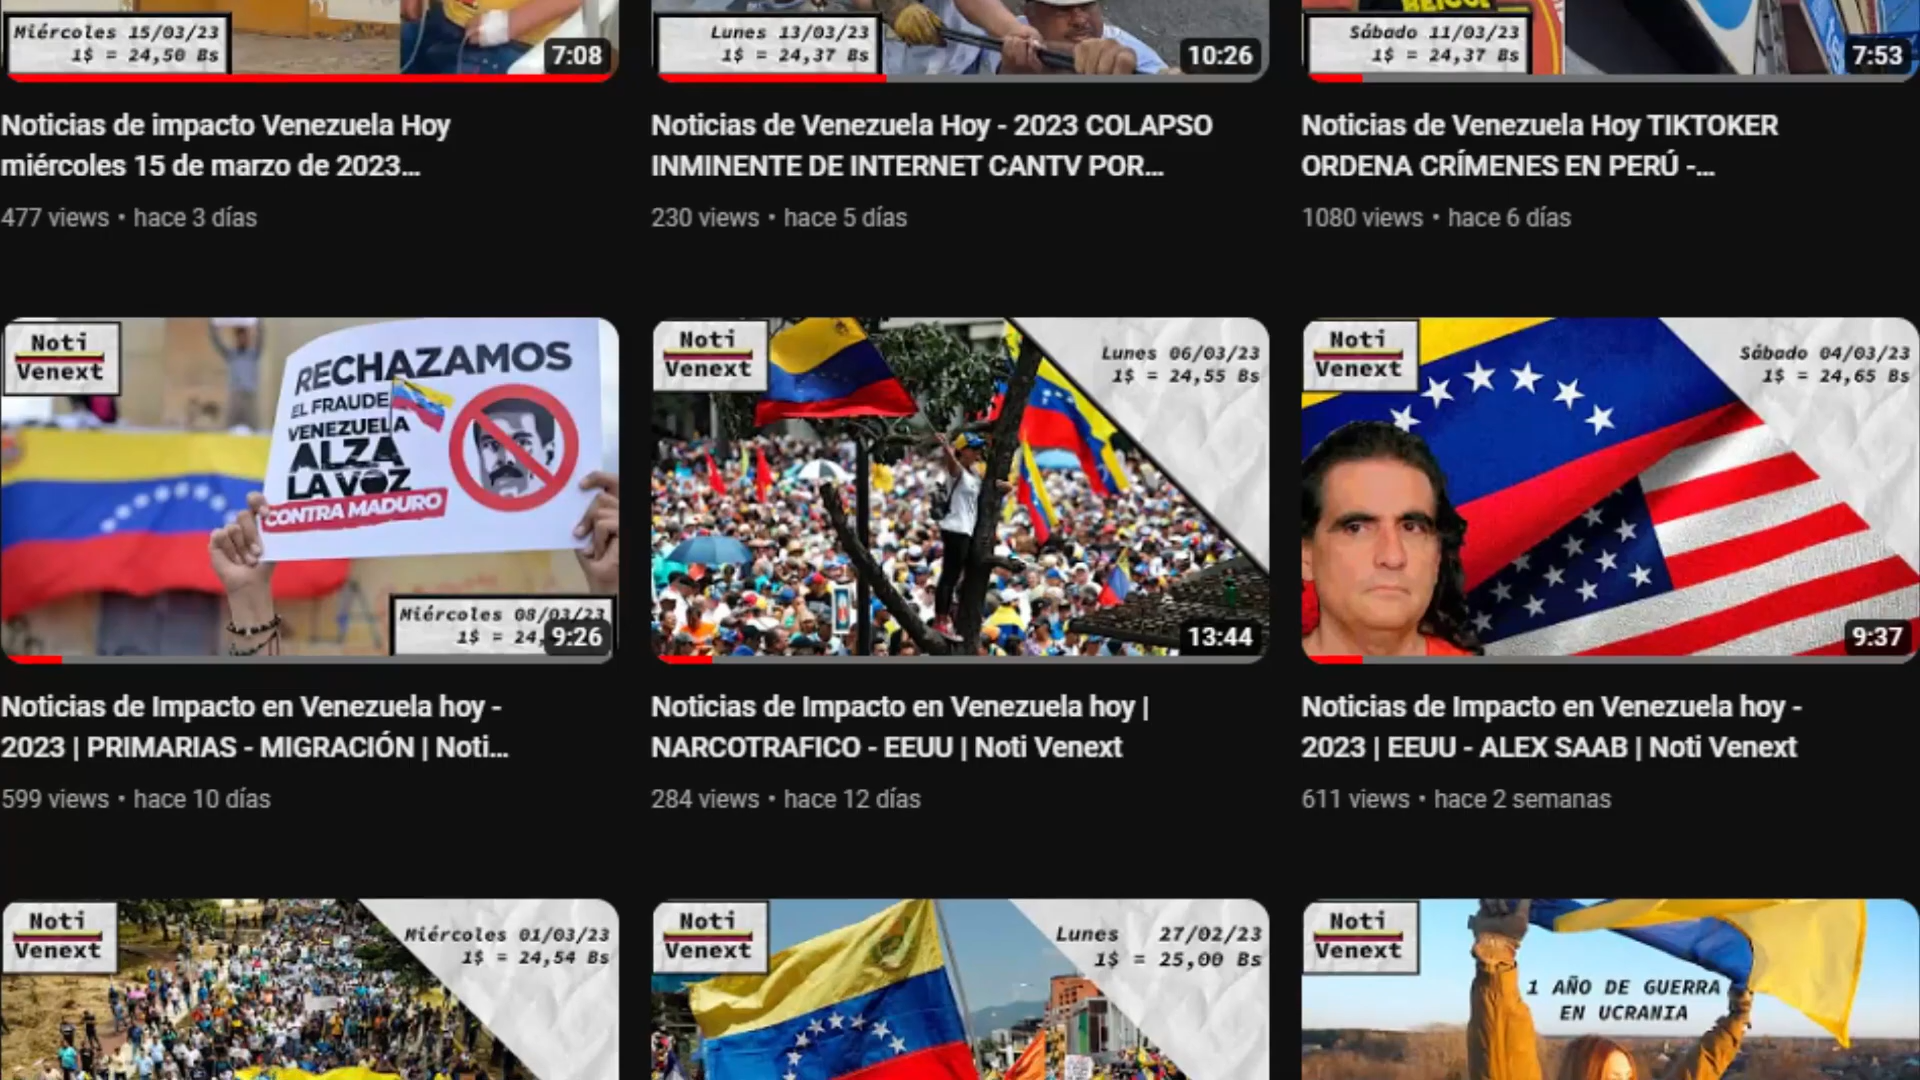 Miércoles 15/03/23
1$ = 24,50 Bs
7:08
Noticias de impacto Venezuela Hoy
miércoles 15 de marzo de 2023...
477 views • hace 3 días
Lunes 13/03/23
1$ = 24,37 Bs
10:26
Noticias de Venezuela Hoy - 2023 COLAPSO
INMINENTE DE INTERNET CANTV POR...
230 views • hace 5 días
Sábado 11/03/23
1$ = 24,37 Bs
7:53
Noticias de Venezuela Hoy TIKTOKER
ORDENA CRÍMENES EN PERÚ -...
1080 views • hace 6 días
Noti
Venext
RECHAZAMOS
EL FRAUDE
VENEZUELA
ALZA
LA VOZ
CONTRA MADURO
Miércoles 08/03/23
1$ = 24,
9:26
Noticias de Impacto en Venezuela hoy -
2023 | PRIMARIAS - MIGRACIÓN | Noti...
599 views • hace 10 días
Noti
Venext
Lunes 06/03/23
1$ = 24,55 Bs
13:44
Noticias de Impacto en Venezuela hoy |
NARCOTRAFICO - EEUU | Noti Venext
284 views • hace 12 días
Noti
Venext
Sábado 04/03/23
1$ = 24,65 Bs
9:37
Noticias de Impacto en Venezuela hoy -
2023 | EEUU - ALEX SAAB | Noti Venext
611 views • hace 2 semanas
Noti
Venext
Miércoles 01/03/23
1$ = 24,54 Bs
Noti
Venext
Lunes 27/02/23
1$ = 25,00 Bs
Noti
Venext
1 AÑO DE GUERRA
EN UCRANIA